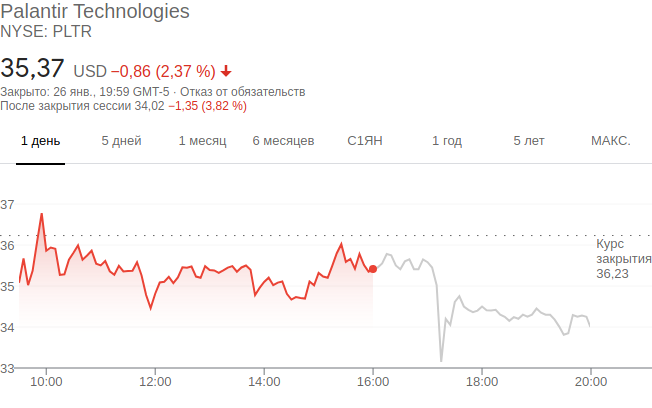 Palantir Technologies
NYSE: PLTR
35,37 USD −0,86 (2,37 %)
Закрыто: 26 янв., 19:59 GMT-5 · Отказ от обязательств
После закрытия сессии 34,02 −1,35 (3,82 %)
1 день 5 дней 1 месяц 6 месяцев С1ЯН 1 год 5 лет МАКС.
37
36
35
34
33
Курс
закрытия
36,23
10:00 12:00 14:00 16:00 18:00 20:00